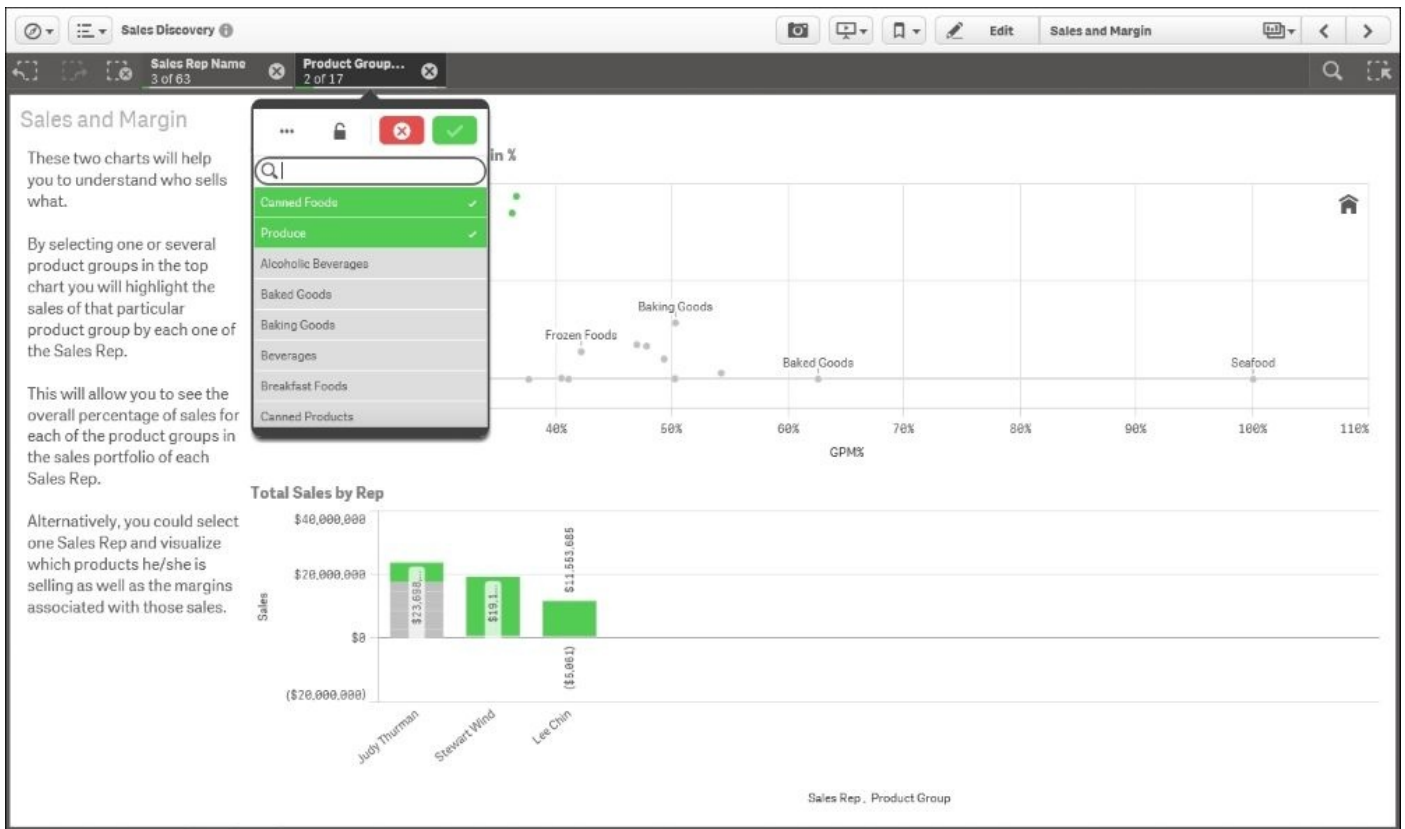 Sales Discovery
Edit
Sales and Margin
Sales Rep Name
3 of 63
Product Group...
2 of 17
Sales and Margin
These two charts will help
you to understand who sells
what.
By selecting one or several
product groups in the top
chart you will highlight the
sales of that particular
product group by each one of
the Sales Rep.
This will allow you to see the
overall percentage of sales for
each of the product groups in
the sales portfolio of each
Sales Rep.
Alternatively, you could select
one Sales Rep and visualize
which products he/she is
selling as well as the margins
associated with those sales.
Canned Foods
Produce
Alcoholic Beverages
Baked Goods
Baking Goods
Beverages
Breakfast Foods
Canned Products
in %
Baking Goods
Frozen Foods
Baked Goods
Seafood
40% 50% 60% 70% 80% 90% 100% 110%
GPM%
Total Sales by Rep
Sales
$40,000,000
$20,000,000
$0
($20,000,000)
$23,698,...
$19,1...
$11,553,685
($5,061)
Judy Thurman
Stewart Wind
Lee Chin
Sales Rep, Product Group